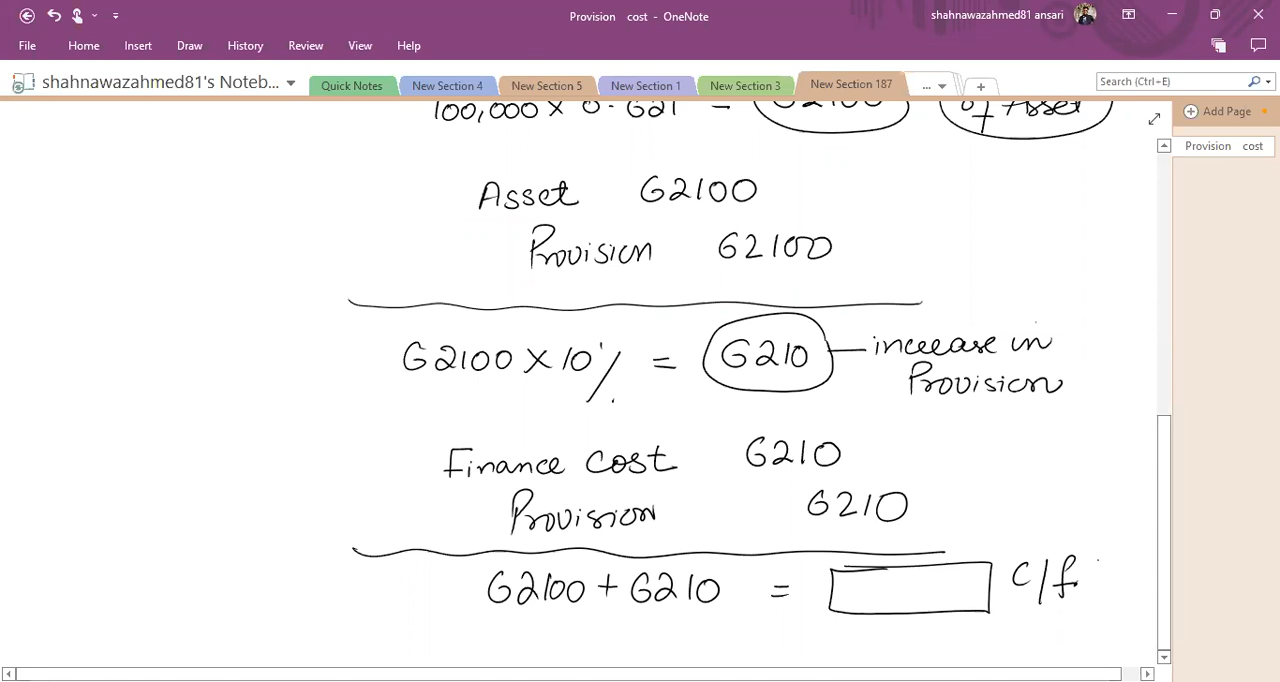 Provision cost - OneNote
shahnawazahmed81 ansari
File Home Insert Draw History Review View Help
shahnawazahmed81's Noteb...
Quick Notes New Section 4 New Section 5 New Section 1 New Section 3 New Section 187 ...
Search (Ctrl+E)
Add Page
Provision cost
100,000 X 0.621 = 62100 of Asset
Asset 62100
Provision 62100
62100 X 10% = 6210 — increase in
Provision
Finance cost 6210
Provision 6210
62100 + 6210 = C/f